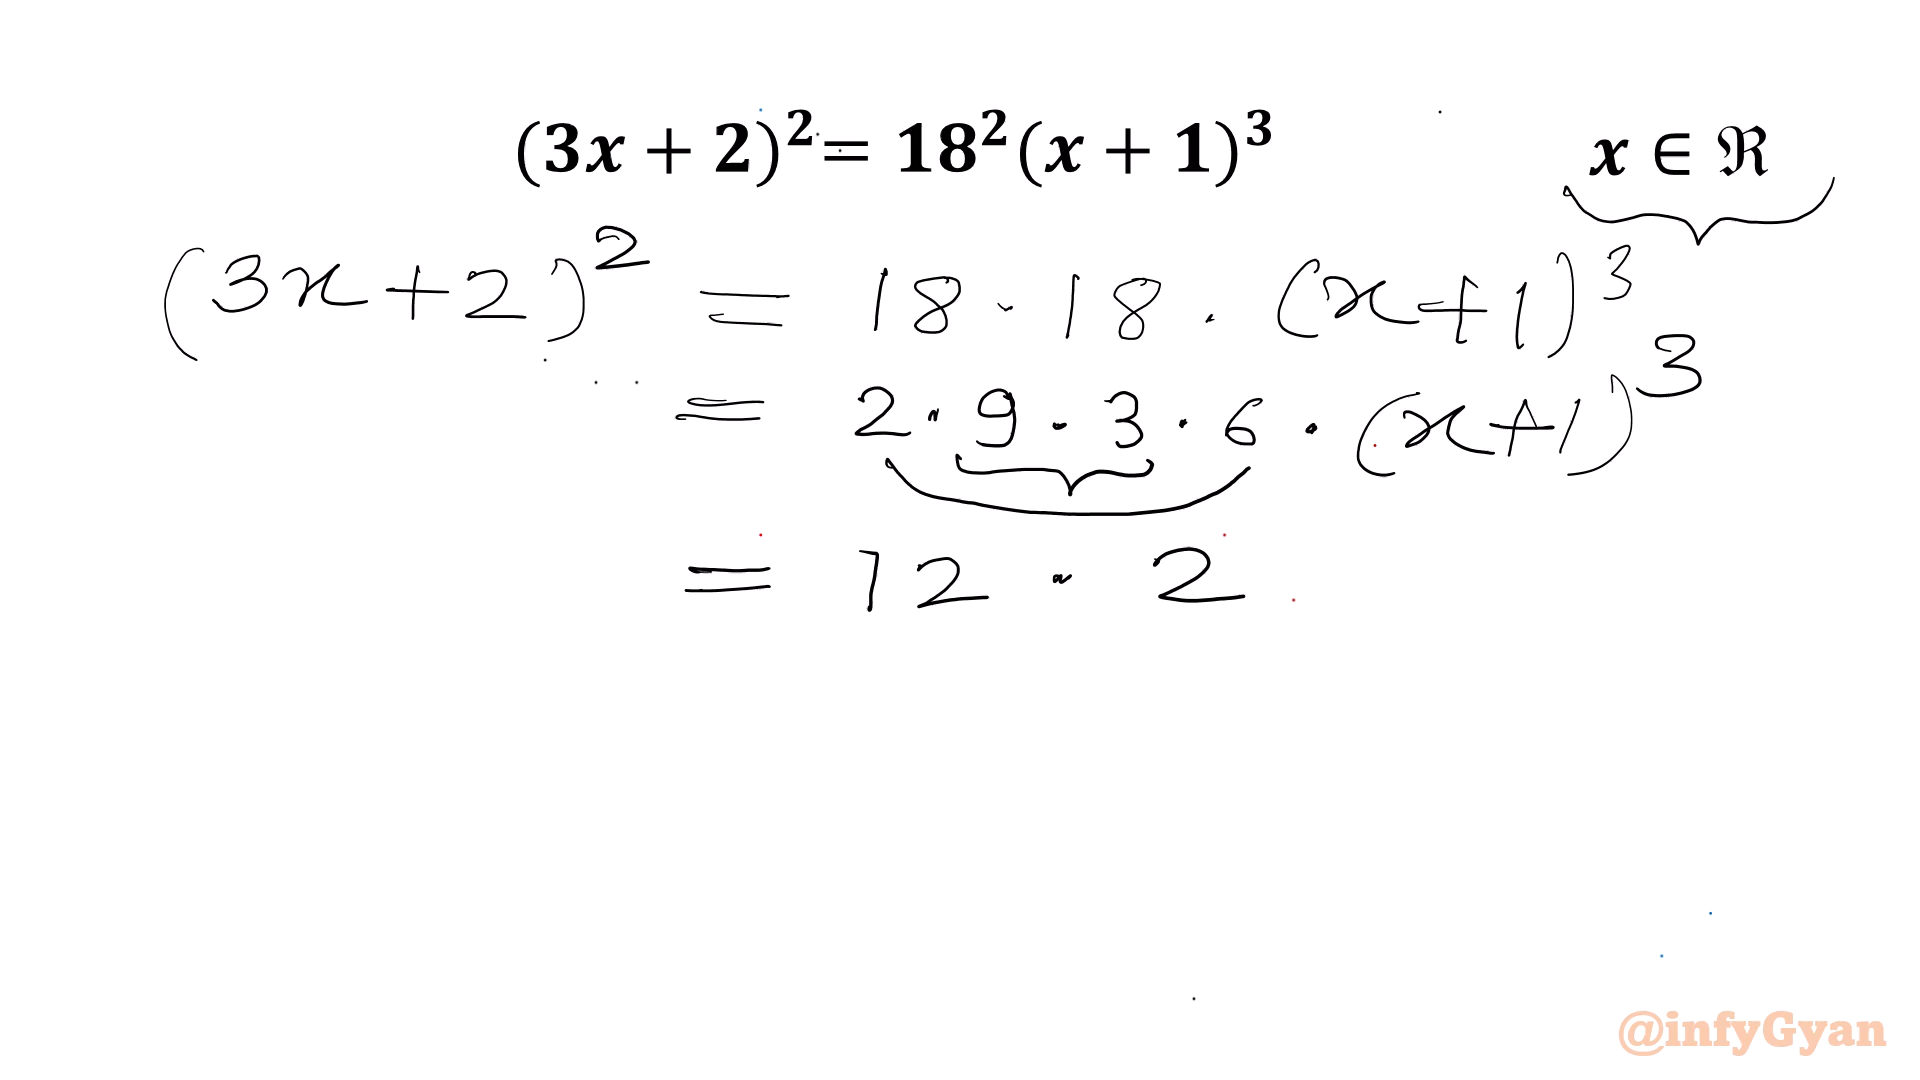 (3x + 2)²= 18²(x + 1)³ x ∈ ℜ
(3x+2)² = 18 · 18 · (x+1)³
= 2 · 9 · 3 · 6 · (x+1)³
= 12 · 2
@infyGyan